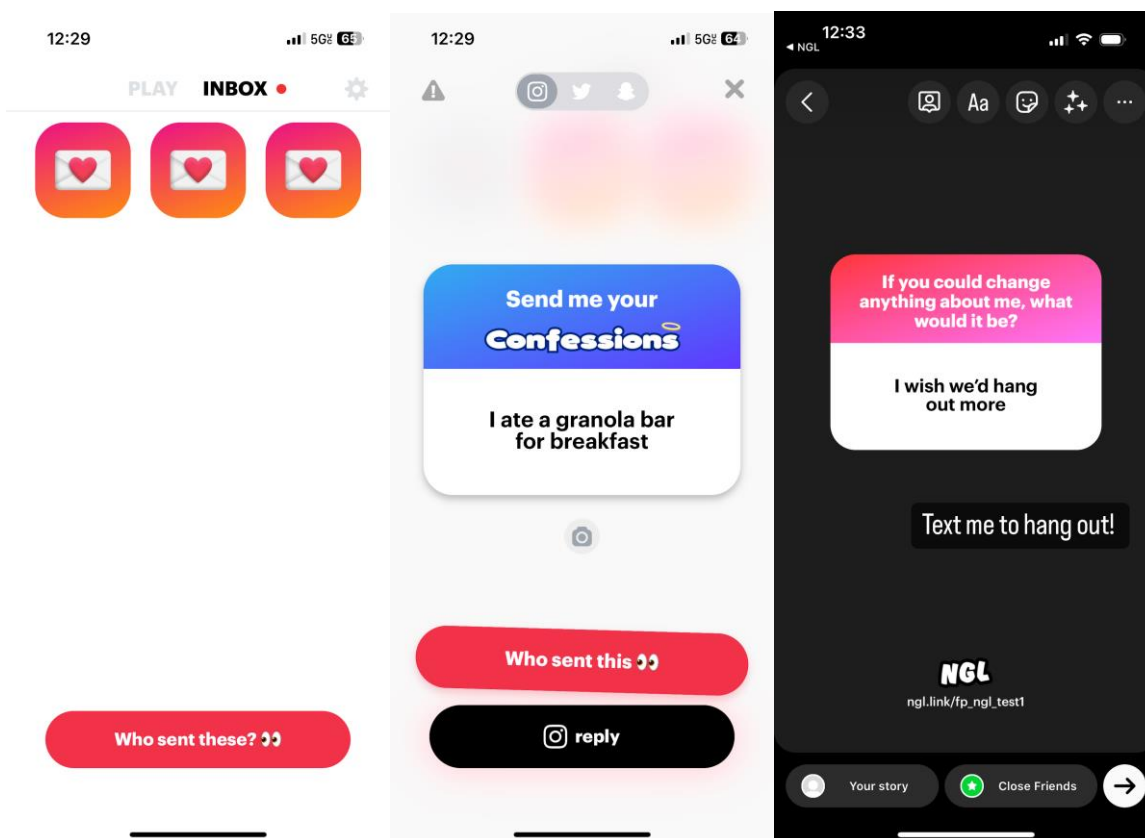 12:29
5G 65
PLAY INBOX
Who sent these? 👀
12:29
5G 64
Send me your
Confessions
I ate a granola bar
for breakfast
Who sent this 👀
reply
12:33
◀ NGL
Aa
If you could change
anything about me, what
would it be?
I wish we'd hang
out more
Text me to hang out!
NGL
ngl.link/fp_ngl_test1
Your story
Close Friends